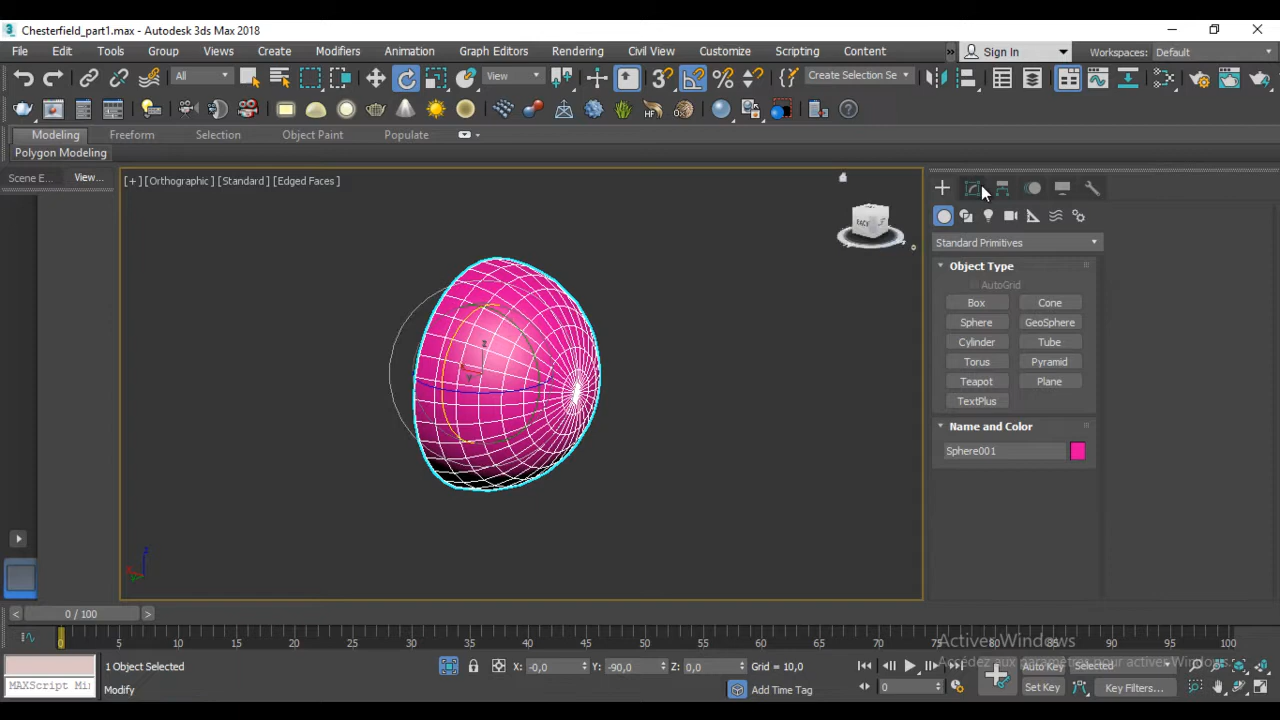 Chesterfield_part1.max - Autodesk 3ds Max 2018
File Edit Tools Group Views Create Modifiers Animation Graph Editors Rendering Civil View Customize Scripting Content » Sign In Workspaces: Default
All View Create Selection Se
Modeling Freeform Selection Object Paint Populate
Polygon Modeling
Scene E... View...
[+] [Orthographic] [Standard] [Edged Faces]
Standard Primitives
Object Type
AutoGrid
Box Cone
Sphere GeoSphere
Cylinder Tube
Torus Pyramid
Teapot Plane
TextPlus
Name and Color
Sphere001
< 0 / 100 >
0 5 10 15 20 25 30 35 40 45 50 55 60 65 70 75 80 85 90 95 100
Activer Windows
Accédez aux paramètres pour activer Windows.
1 Object Selected X: -0,0 Y: -90,0 Z: 0,0 Grid = 10,0 Auto Key Selected
MAXScript Mi Modify Add Time Tag 0 Set Key Key Filters...